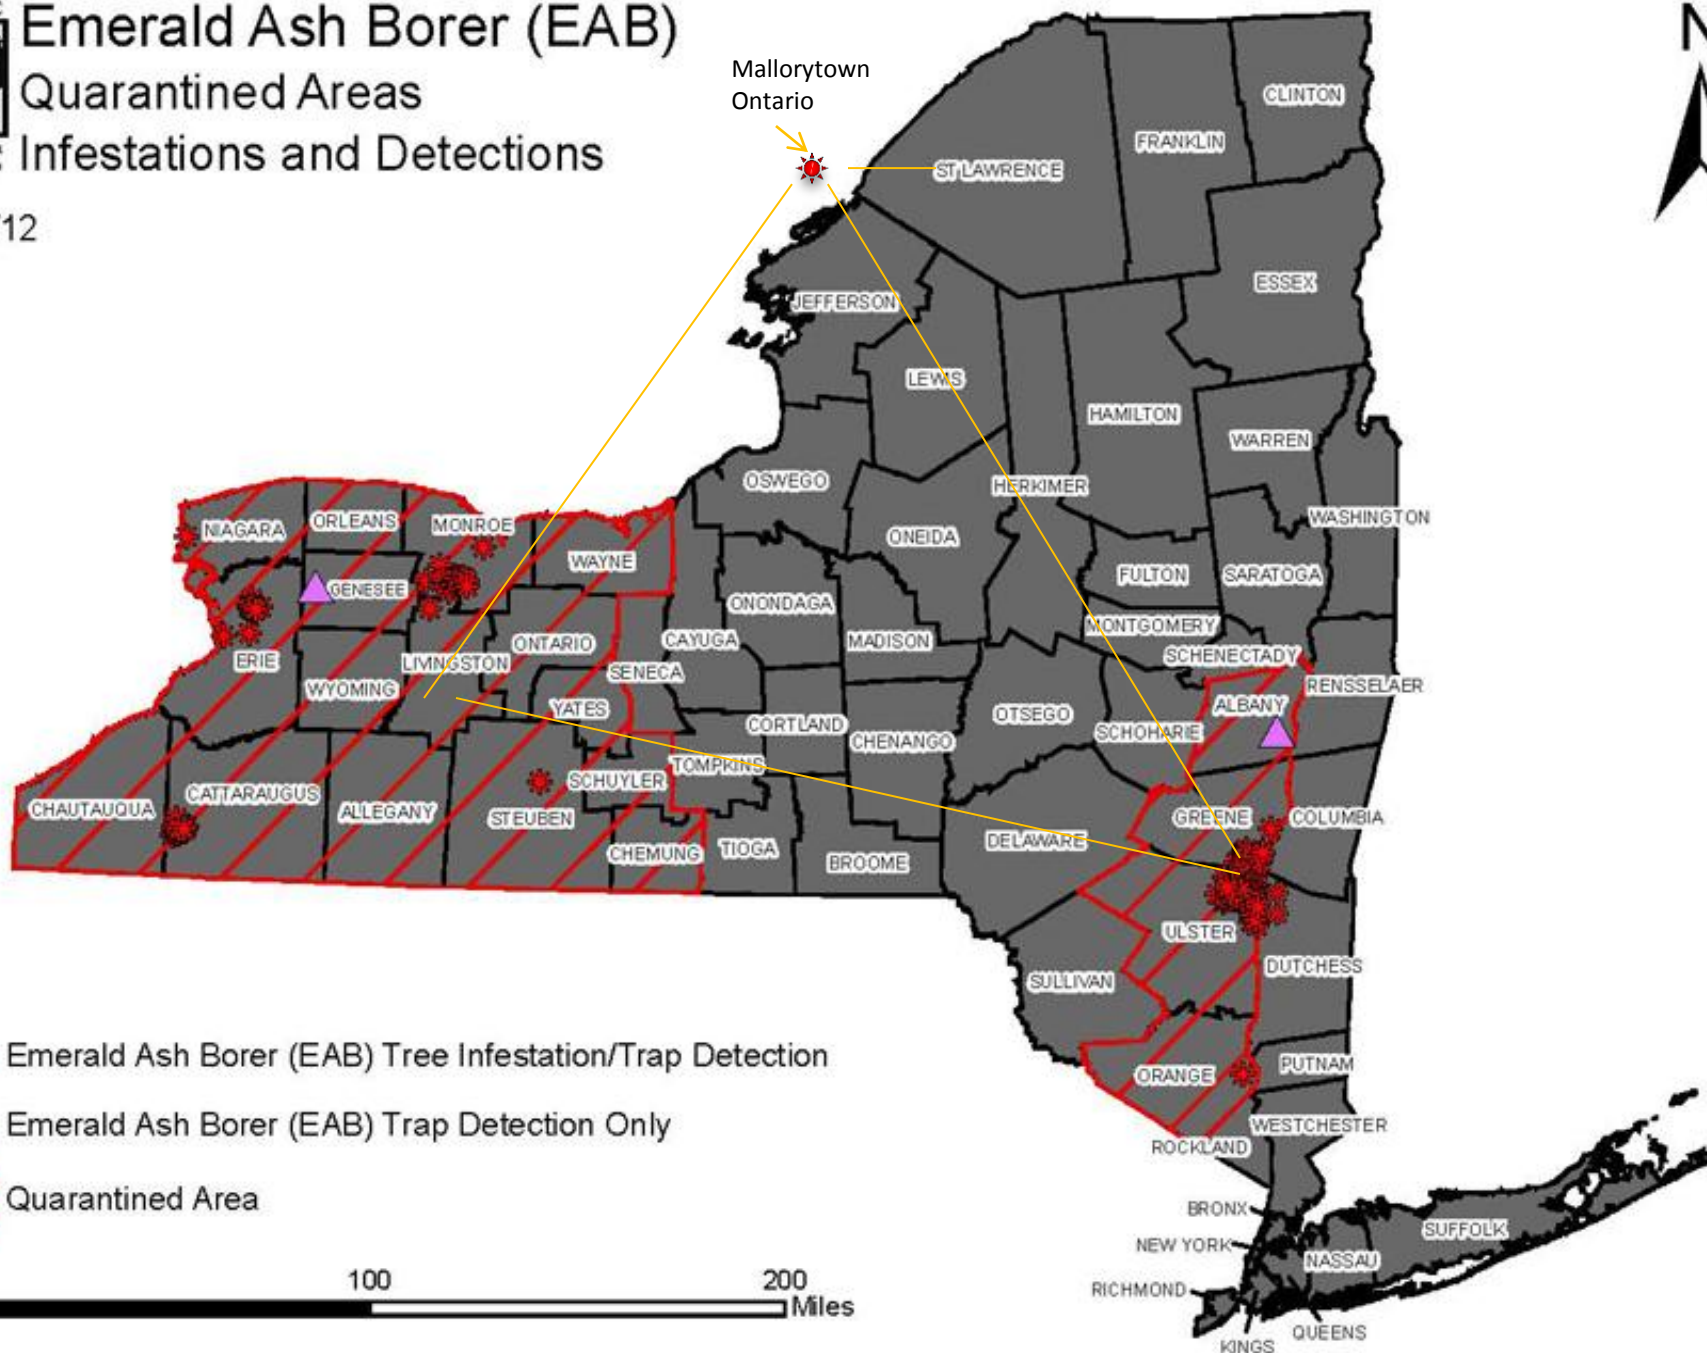 Emerald Ash Borer (EAB)
Quarantined Areas
Infestations and Detections
12
Mallorytown
Ontario
N
CLINTON
FRANKLIN
ST LAWRENCE
ESSEX
JEFFERSON
LEWIS
HAMILTON
WARREN
OSWEGO
HERKIMER
WASHINGTON
NIAGARA
ORLEANS
MONROE
ONEIDA
WAYNE
FULTON
SARATOGA
GENESEE
ONONDAGA
MONTGOMERY
ONTARIO
CAYUGA
MADISON
SCHENECTADY
ERIE
LIVINGSTON
SENECA
WYOMING
RENSSELAER
YATES
ALBANY
CORTLAND
OTSEGO
SCHOHARIE
CHENANGO
TOMPKINS
SCHUYLER
CATTARAUGUS
CHAUTAUQUA
ALLEGANY
STEUBEN
GREENE
COLUMBIA
DELAWARE
CHEMUNG
TIOGA
BROOME
ULSTER
DUTCHESS
SULLIVAN
Emerald Ash Borer (EAB) Tree Infestation/Trap Detection
ORANGE
PUTNAM
Emerald Ash Borer (EAB) Trap Detection Only
WESTCHESTER
ROCKLAND
Quarantined Area
BRONX
SUFFOLK
NEW YORK
NASSAU
100
200
RICHMOND
Miles
QUEENS
KINGS